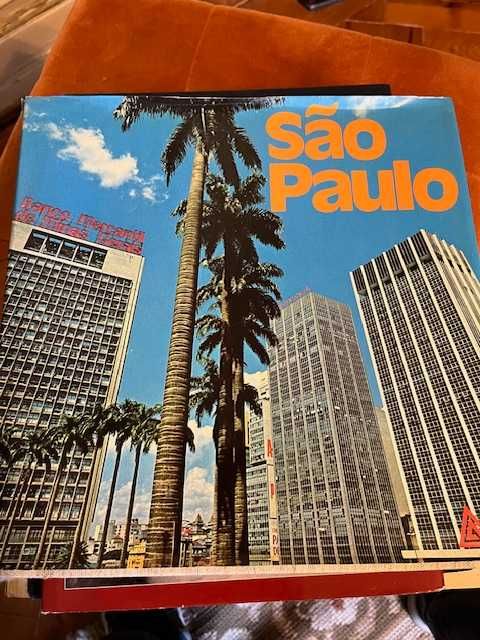 São
Paulo
Banco Mercantil
de Minas Gerais